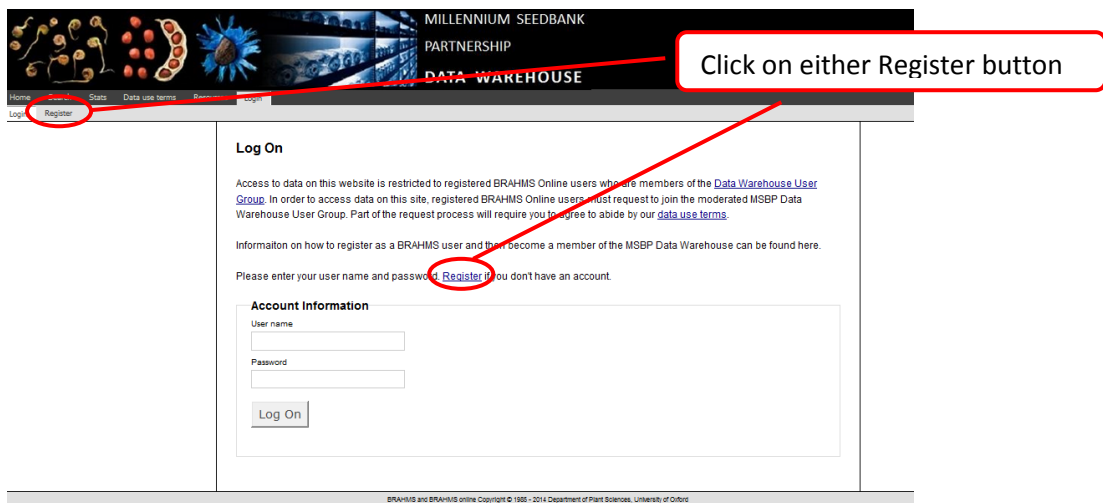 MILLENNIUM SEEDBANK
PARTNERSHIP
DATA WAREHOUSE
Click on either Register button
Home Search Stats Data use terms Login
Login Register
Log On
Access to data on this website is restricted to registered BRAHMS Online users who are members of the Data Warehouse User
Group. In order to access data on this site, registered BRAHMS Online users must request to join the moderated MSBP Data
Warehouse User Group. Part of the request process will require you to agree to abide by our data use terms.
Informaiton on how to register as a BRAHMS user and then become a member of the MSBP Data Warehouse can be found here.
Please enter your user name and password. Register if you don't have an account.
Account Information
User name
Password
Log On
BRAHMS and BRAHMS online Copyright © 1985 - 2014 Department of Plant Sciences, University of Oxford